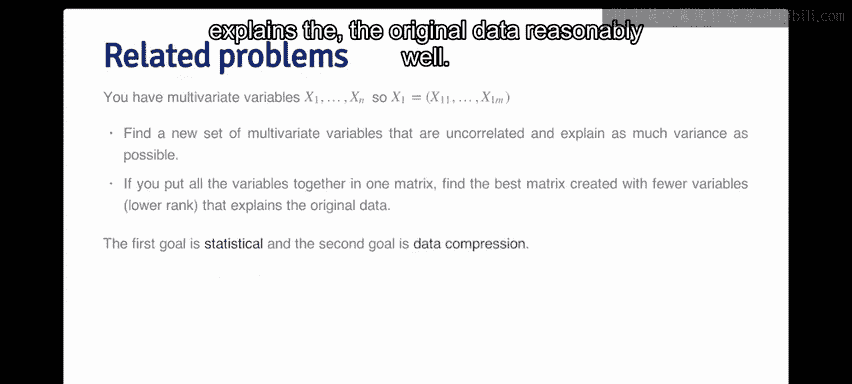 explains the, the original data reasonably
well.
Related problems
You have multivariate variables X1, … , Xn so X1 = (X11, … , X1m)
· Find a new set of multivariate variables that are uncorrelated and explain as much variance as
possible.
· If you put all the variables together in one matrix, find the best matrix created with fewer variables
(lower rank) that explains the original data.
The first goal is statistical and the second goal is data compression.